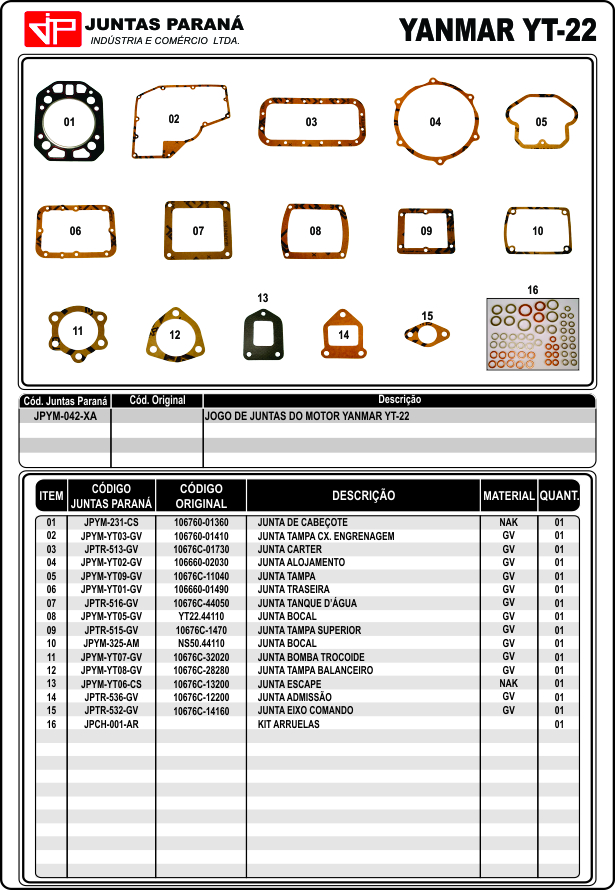 JP JUNTAS PARANÁ
INDÚSTRIA E COMÉRCIO LTDA.
YANMAR YT-22
01 02 03 04 05
06 07 08 09 10
11 12 13 14 15 16
Cód. Juntas Paraná Cód. Original Descrição
JPYM-042-XA JOGO DE JUNTAS DO MOTOR YANMAR YT-22
ITEM CÓDIGO JUNTAS PARANÁ CÓDIGO ORIGINAL DESCRIÇÃO MATERIAL QUANT.
01 JPYM-231-CS 106760-01360 JUNTA DE CABEÇOTE NAK 01
02 JPYM-YT03-GV 106760-01410 JUNTA TAMPA CX. ENGRENAGEM GV 01
03 JPTR-513-GV 10676C-01730 JUNTA CARTER GV 01
04 JPYM-YT02-GV 106660-02030 JUNTA ALOJAMENTO GV 01
05 JPYM-YT09-GV 10676C-11040 JUNTA TAMPA GV 01
06 JPYM-YT01-GV 106660-01490 JUNTA TRASEIRA GV 01
07 JPTR-516-GV 10676C-44050 JUNTA TANQUE D'ÁGUA GV 01
08 JPYM-YT05-GV YT22.44110 JUNTA BOCAL GV 01
09 JPTR-515-GV 10676C-1470 JUNTA TAMPA SUPERIOR GV 01
10 JPYM-325-AM NS50.44110 JUNTA BOCAL GV 01
11 JPYM-YT07-GV 10676C-32020 JUNTA BOMBA TROCOIDE GV 01
12 JPYM-YT08-GV 10676C-28280 JUNTA TAMPA BALANCEIRO GV 01
13 JPYM-YT06-CS 10676C-13200 JUNTA ESCAPE NAK 01
14 JPTR-536-GV 10676C-12200 JUNTA ADMISSÃO GV 01
15 JPTR-532-GV 10676C-14160 JUNTA EIXO COMANDO GV 01
16 JPCH-001-AR KIT ARRUELAS 01